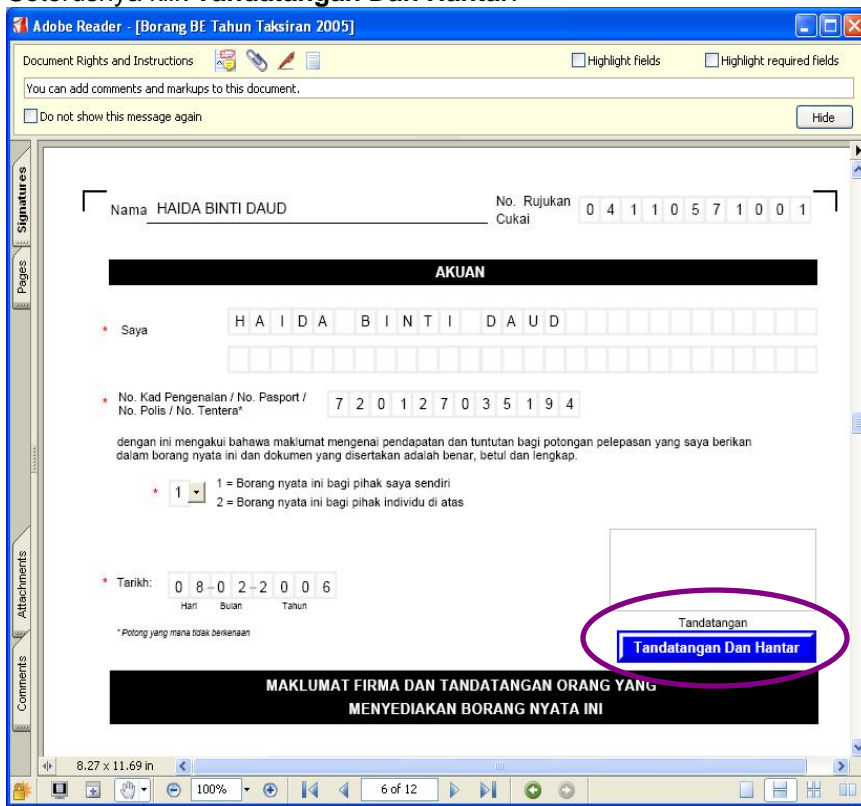 Seterusnya klik Tandatangan Dan Hantar.
Adobe Reader - [Borang BE Tahun Taksiran 2005]
Document Rights and Instructions
Highlight fields
Highlight required fields
You can add comments and markups to this document.
Do not show this message again
Hide
Signatures
Pages
Attachments
Comments
Nama HAIDA BINTI DAUD
No. Rujukan Cukai 0 4 1 1 0 5 7 1 0 0 1
AKUAN
* Saya H A I D A B I N T I D A U D
* No. Kad Pengenalan / No. Pasport /
No. Polis / No. Tentera* 7 2 0 1 2 7 0 3 5 1 9 4
dengan ini mengakui bahawa maklumat mengenai pendapatan dan tuntutan bagi potongan pelepasan yang saya berikan
dalam borang nyata ini dan dokumen yang disertakan adalah benar, betul dan lengkap.
* 1
1 = Borang nyata ini bagi pihak saya sendiri
2 = Borang nyata ini bagi pihak individu di atas
* Tarikh: 0 8 - 0 2 - 2 0 0 6
Hari Bulan Tahun
Tandatangan
* Potong yang mana tidak berkenaan
Tandatangan Dan Hantar
MAKLUMAT FIRMA DAN TANDATANGAN ORANG YANG
MENYEDIAKAN BORANG NYATA INI
8.27 x 11.69 in
100%
6 of 12